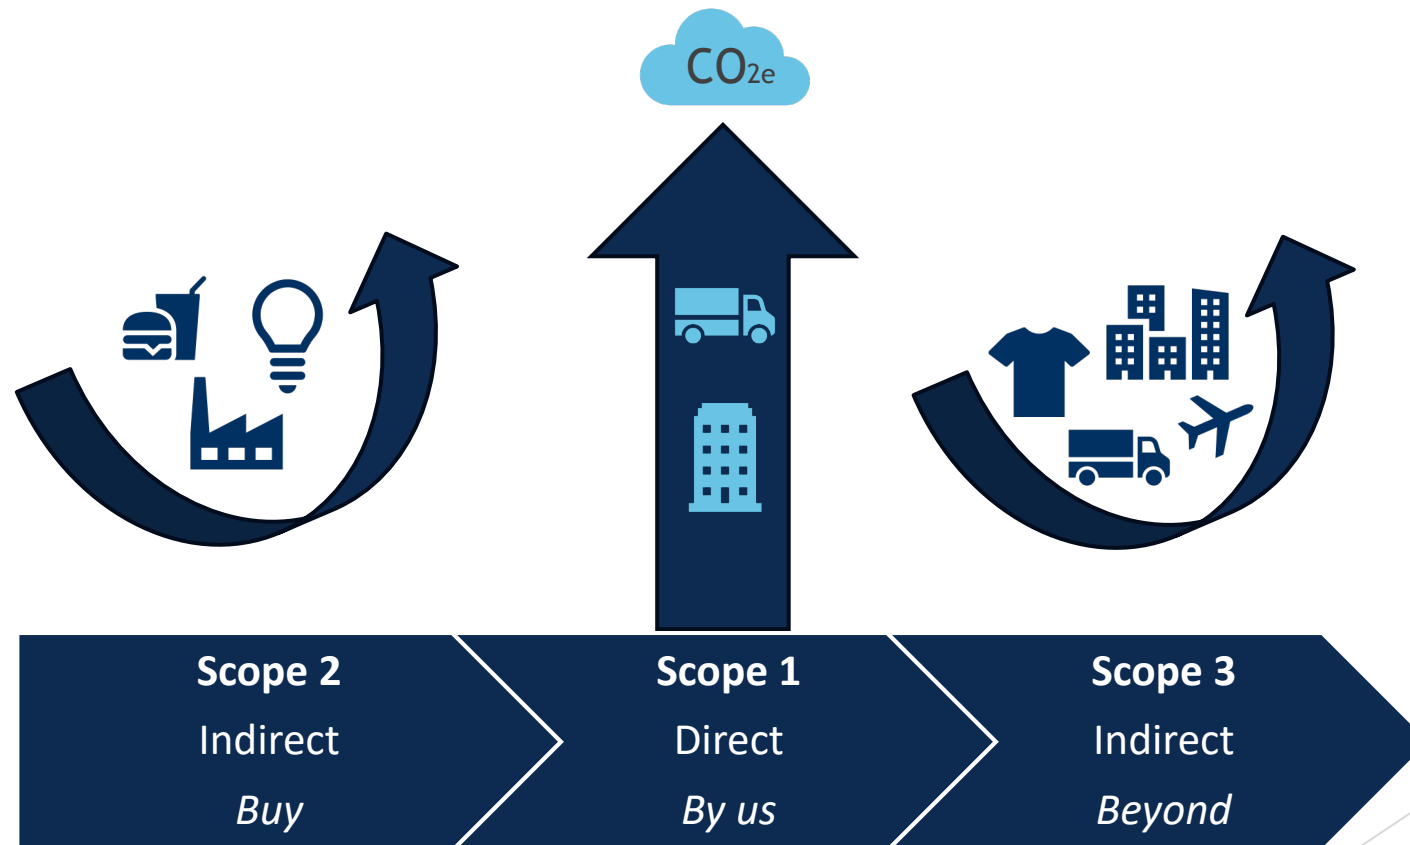 CO2e
Scope 2
Indirect
Buy
Scope 1
Direct
By us
Scope 3
Indirect
Beyond